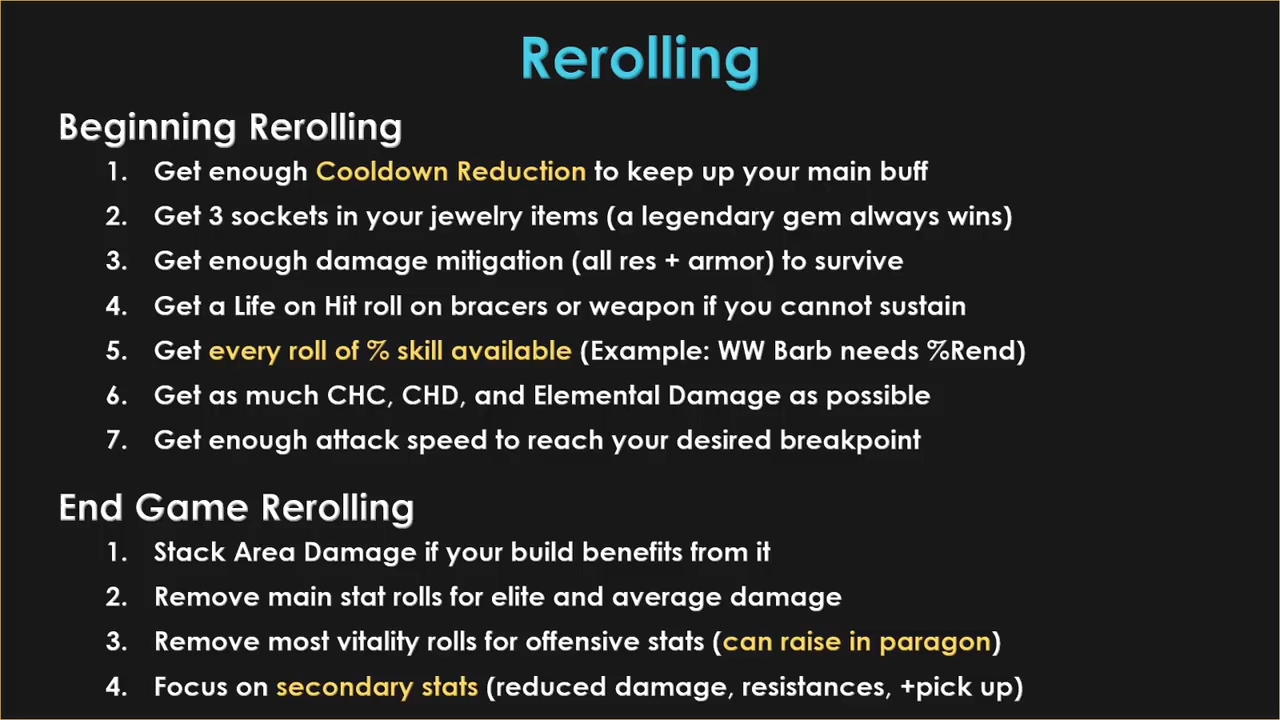 Rerolling
Beginning Rerolling
1. Get enough Cooldown Reduction to keep up your main buff
2. Get 3 sockets in your jewelry items (a legendary gem always wins)
3. Get enough damage mitigation (all res + armor) to survive
4. Get a Life on Hit roll on bracers or weapon if you cannot sustain
5. Get every roll of % skill available (Example: WW Barb needs %Rend)
6. Get as much CHC, CHD, and Elemental Damage as possible
7. Get enough attack speed to reach your desired breakpoint
End Game Rerolling
1. Stack Area Damage if your build benefits from it
2. Remove main stat rolls for elite and average damage
3. Remove most vitality rolls for offensive stats (can raise in paragon)
4. Focus on secondary stats (reduced damage, resistances, +pick up)